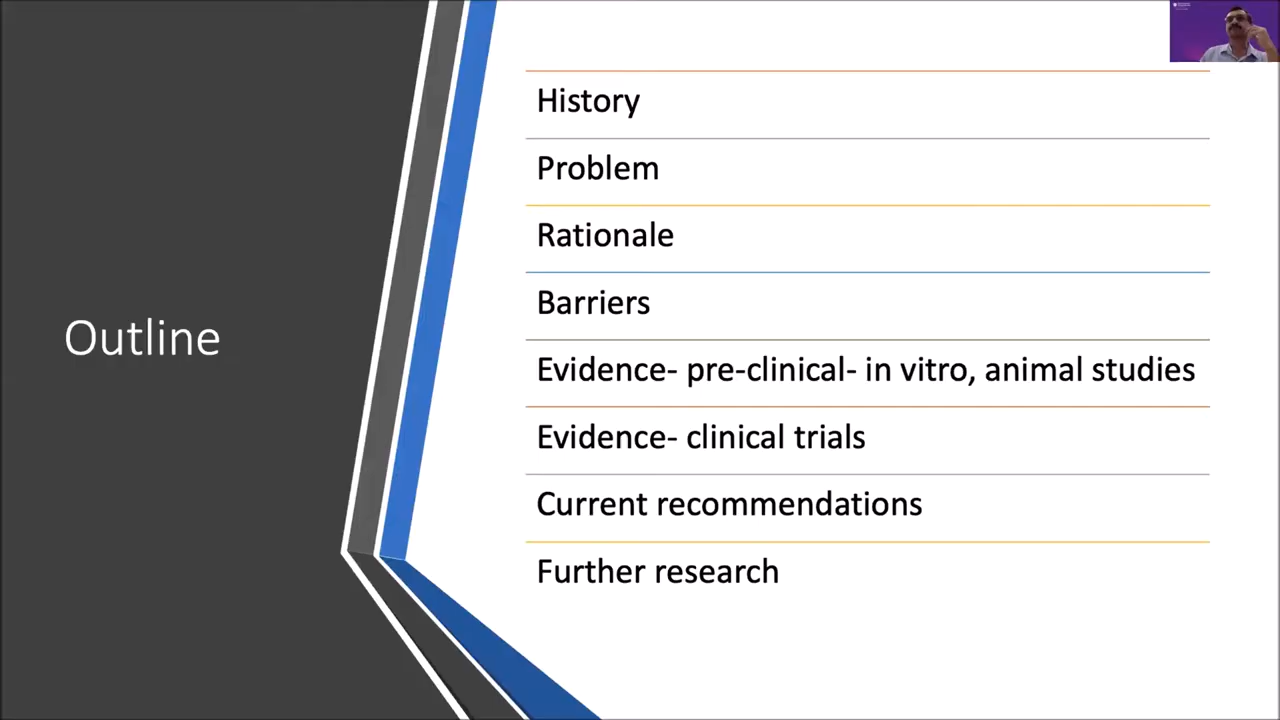 Outline
History
Problem
Rationale
Barriers
Evidence- pre-clinical- in vitro, animal studies
Evidence- clinical trials
Current recommendations
Further research